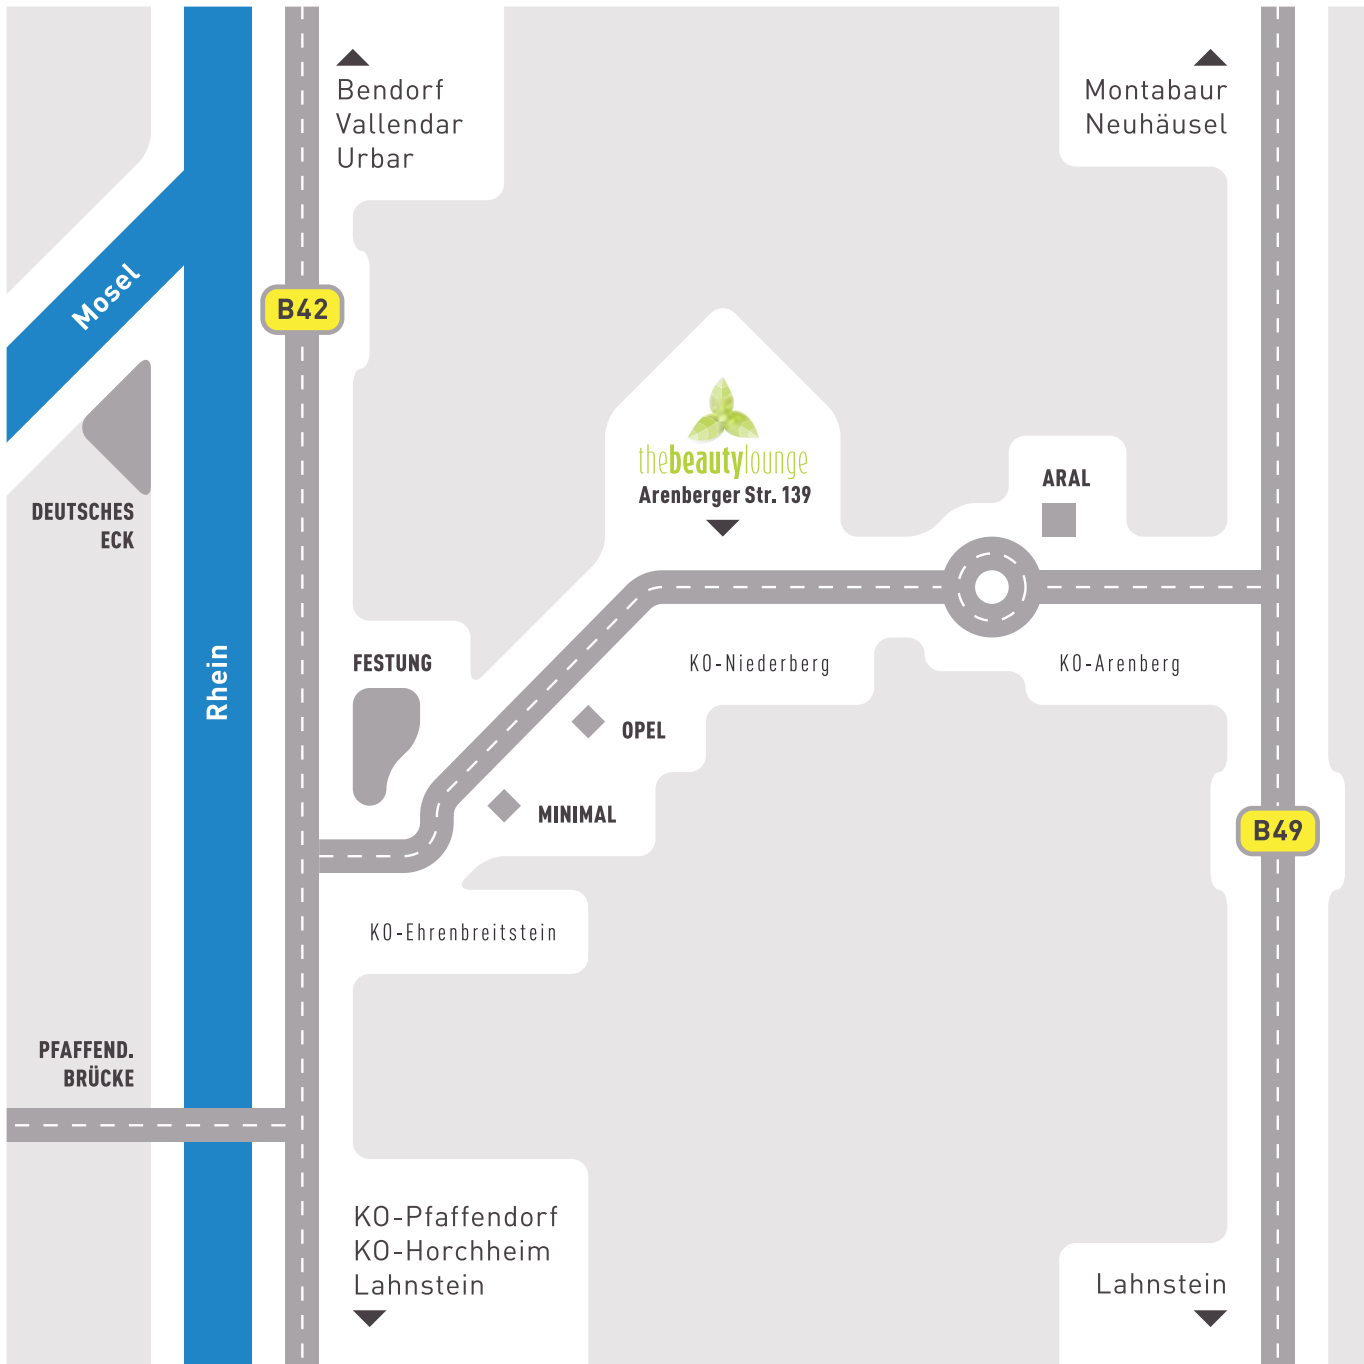 Bendorf
Vallendar
Urbar
Montabaur
Neuhäusel
Mosel
B42
thebeautylounge
Arenberger Str. 139
ARAL
DEUTSCHES
ECK
Rhein
FESTUNG
KO-Niederberg
KO-Arenberg
OPEL
MINIMAL
B49
KO-Ehrenbreitstein
PFAFFEND.
BRÜCKE
KO-Pfaffendorf
KO-Horchheim
Lahnstein
Lahnstein